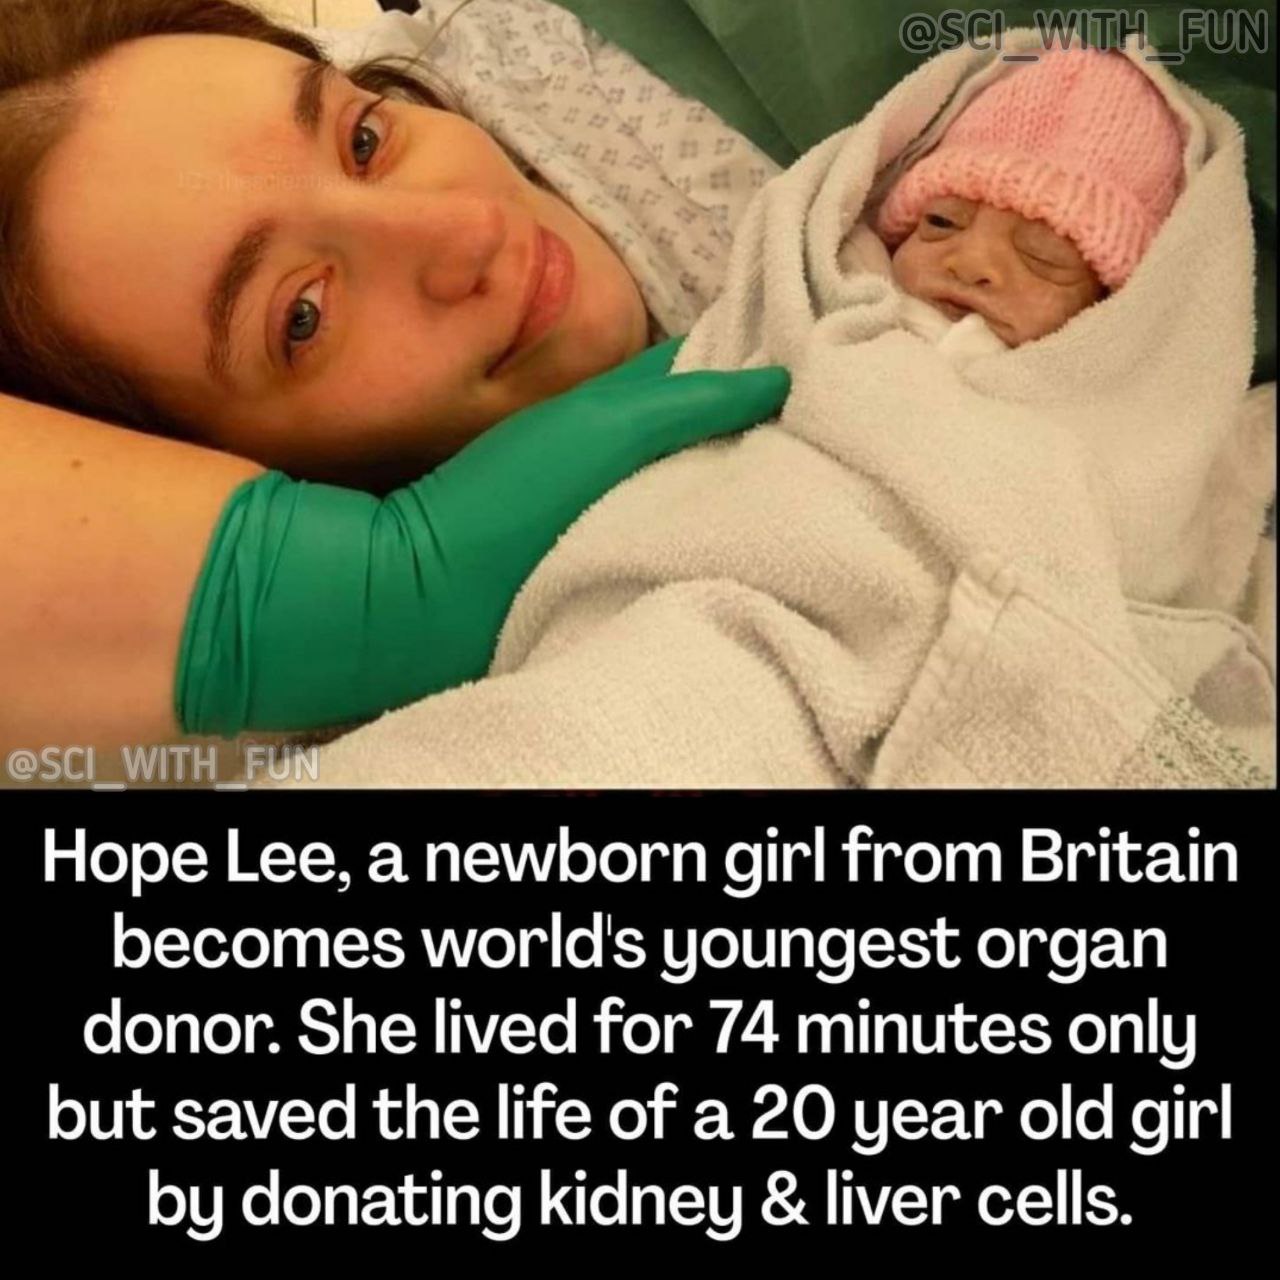 @SCI_WITH_FUN
@SCI_WITH_FUN
Hope Lee, a newborn girl from Britain
becomes world's youngest organ
donor. She lived for 74 minutes only
but saved the life of a 20 year old girl
by donating kidney & liver cells.